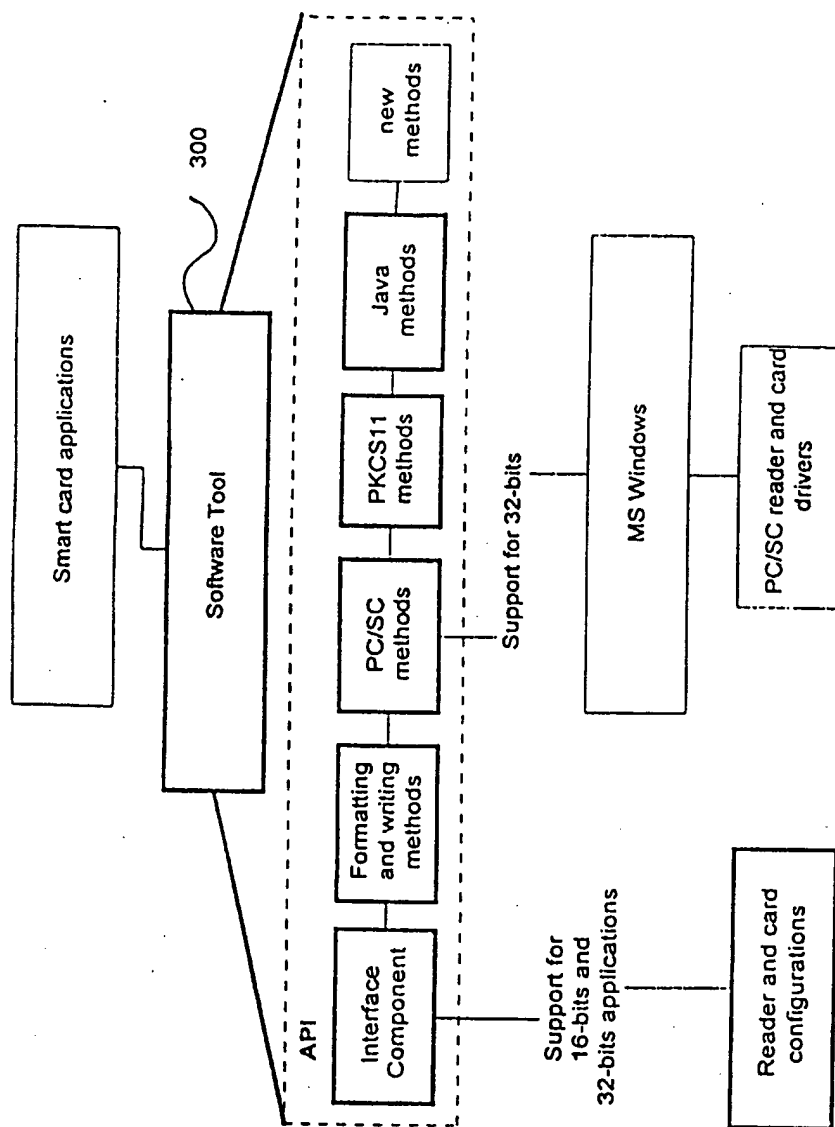 Smart card applications
300
Software Tool
API
Interface
Component
Formatting
and writing
methods
PC/SC
methods
PKCS11
methods
Java
methods
new
methods
Support for
16-bits and
32-bits applications
Support for 32-bits
Reader and card
configurations
MS Windows
PC/SC reader and card
drivers